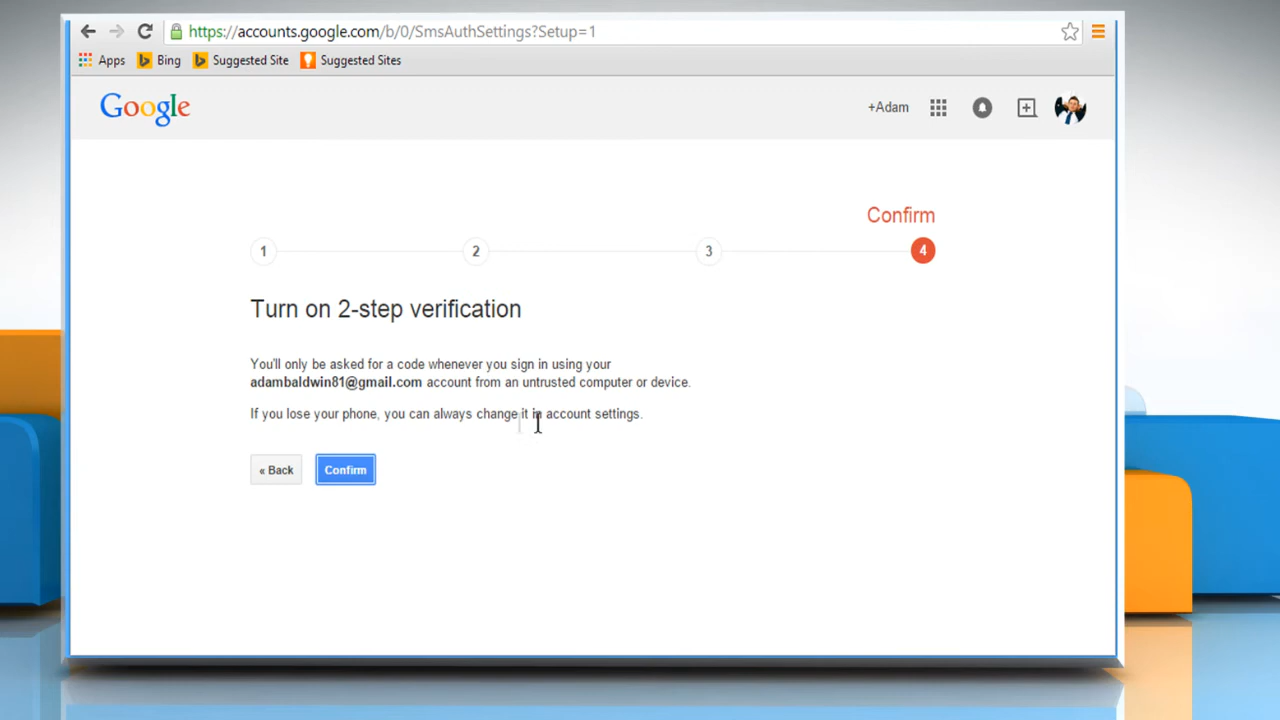 https://accounts.google.com/b/0/SmsAuthSettings?Setup=1
Apps Bing Suggested Site Suggested Sites
Google +Adam
Confirm
1 2 3 4
Turn on 2-step verification
You'll only be asked for a code whenever you sign in using your
adambaldwin81@gmail.com account from an untrusted computer or device.
If you lose your phone, you can always change it in account settings.
« Back Confirm